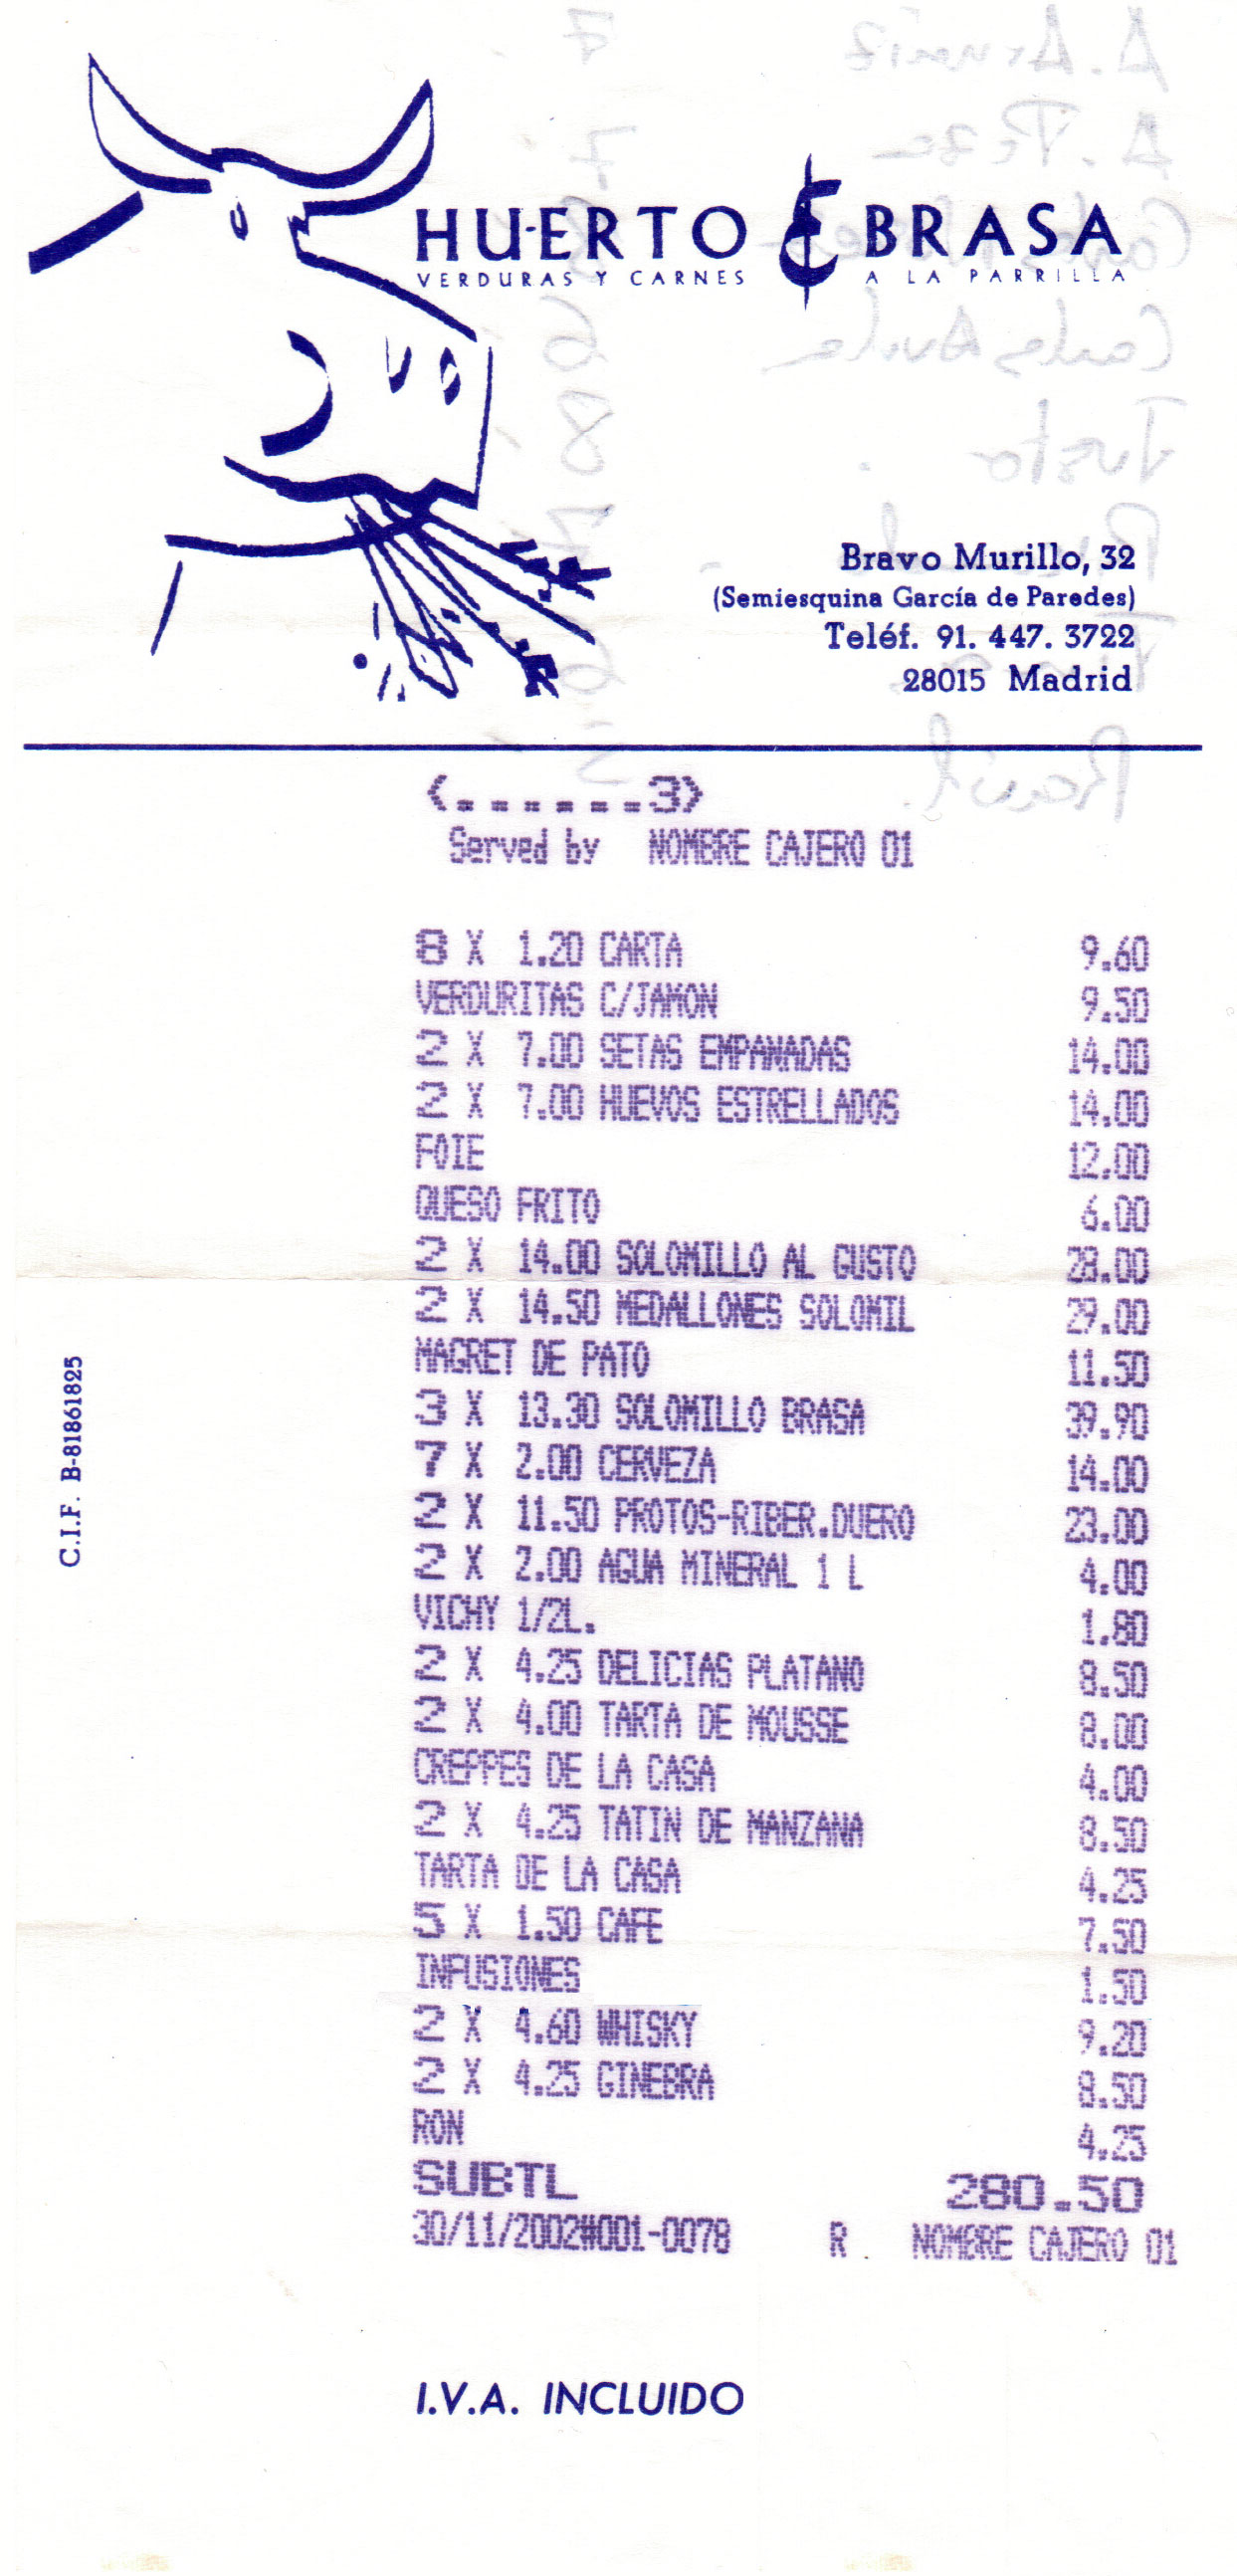 HUERTO & BRASA
VERDURAS Y CARNES A LA PARRILLA
Bravo Murillo, 32
(Semiesquina García de Paredes)
Teléf. 91. 447. 3722
28015 Madrid
<......3>
Served by NOMBRE CAJERO 01
8 X 1.20 CARTA 9.60
VERDURITAS C/JAMON 9.50
2 X 7.00 SETAS EMPANADAS 14.00
2 X 7.00 HUEVOS ESTRELLADOS 14.00
FOIE 12.00
QUESO FRITO 6.00
2 X 14.00 SOLOMILLO AL GUSTO 28.00
2 X 14.50 MEDALLONES SOLOMIL 29.00
MAGRET DE PATO 11.50
3 X 13.30 SOLOMILLO BRASA 39.90
7 X 2.00 CERVEZA 14.00
2 X 11.50 PROTOS-RIBER.DUERO 23.00
2 X 2.00 AGUA MINERAL 1 L 4.00
VICHY 1/2L. 1.80
2 X 4.25 DELICIAS PLATANO 8.50
2 X 4.00 TARTA DE MOUSSE 8.00
CREPPES DE LA CASA 4.00
2 X 4.25 TATIN DE MANZANA 8.50
TARTA DE LA CASA 4.25
5 X 1.50 CAFE 7.50
INFUSIONES 1.50
2 X 4.60 WHISKY 9.20
2 X 4.25 GINEBRA 8.50
RON 4.25
SUBTL 280.50
30/11/2002#001-0078 R NOMBRE CAJERO 01
I.V.A. INCLUIDO
C.I.F. B-81861825